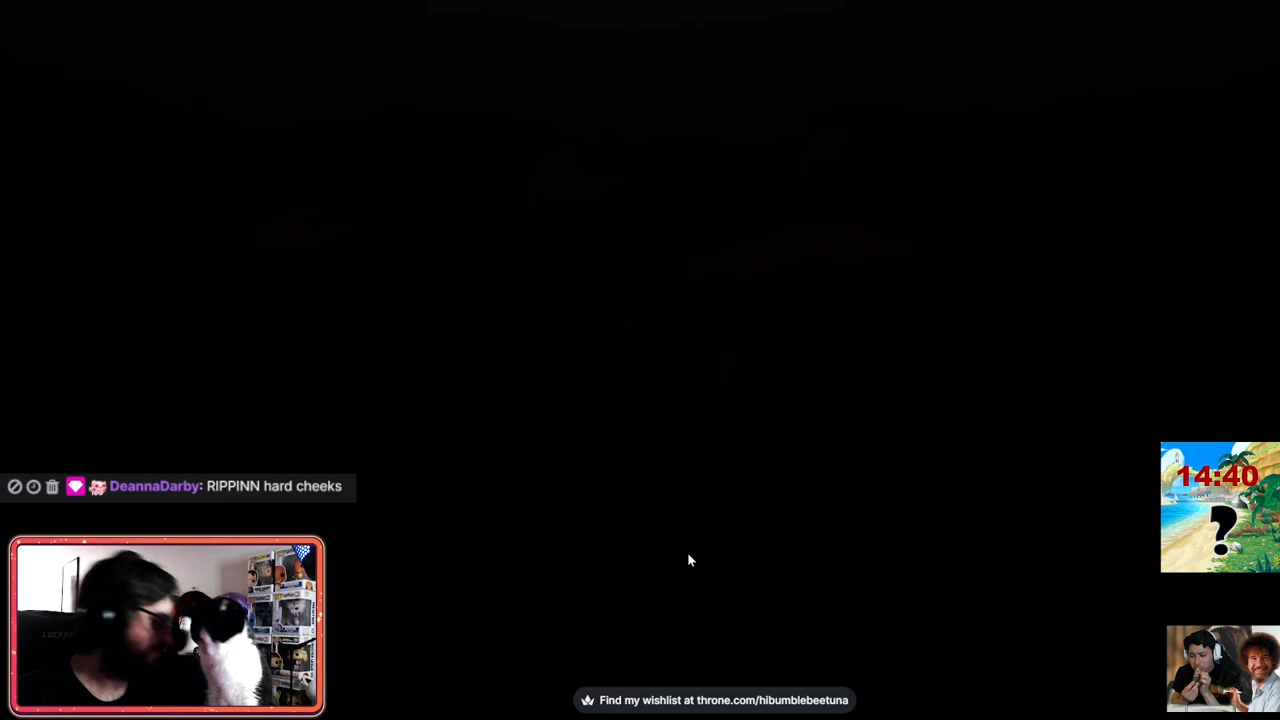 14:40
?
DeannaDarby: RIPPINN hard cheeks
Find my wishlist at throne.com/hibumblebeetuna